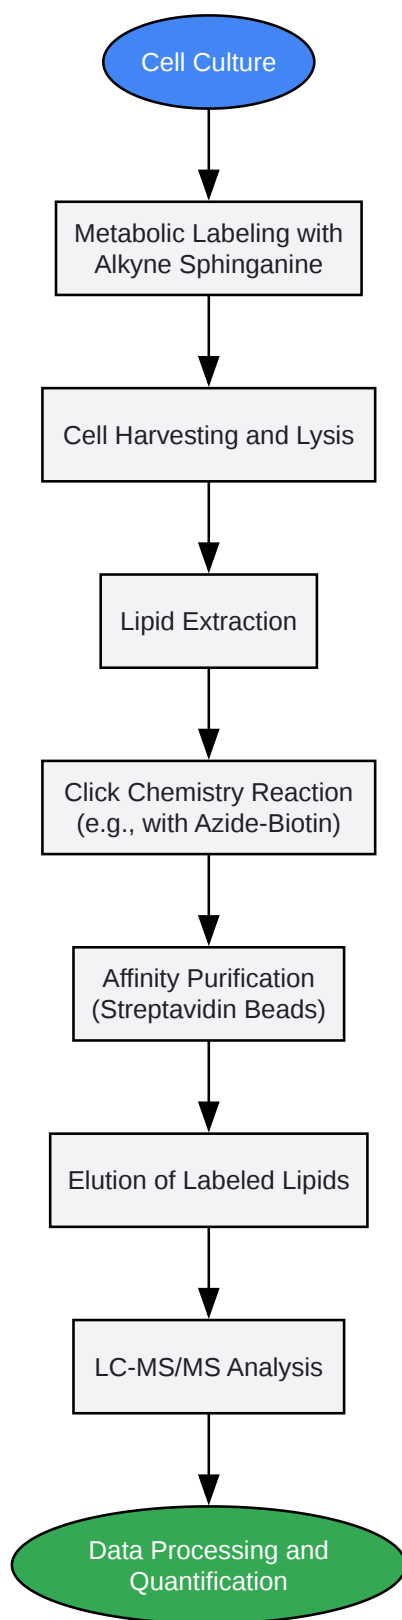 Cell Culture
Metabolic Labeling with
Alkyne Sphinganine
Cell Harvesting and Lysis
Lipid Extraction
Click Chemistry Reaction
(e.g., with Azide-Biotin)
Affinity Purification
(Streptavidin Beads)
Elution of Labeled Lipids
LC-MS/MS Analysis
Data Processing and
Quantification